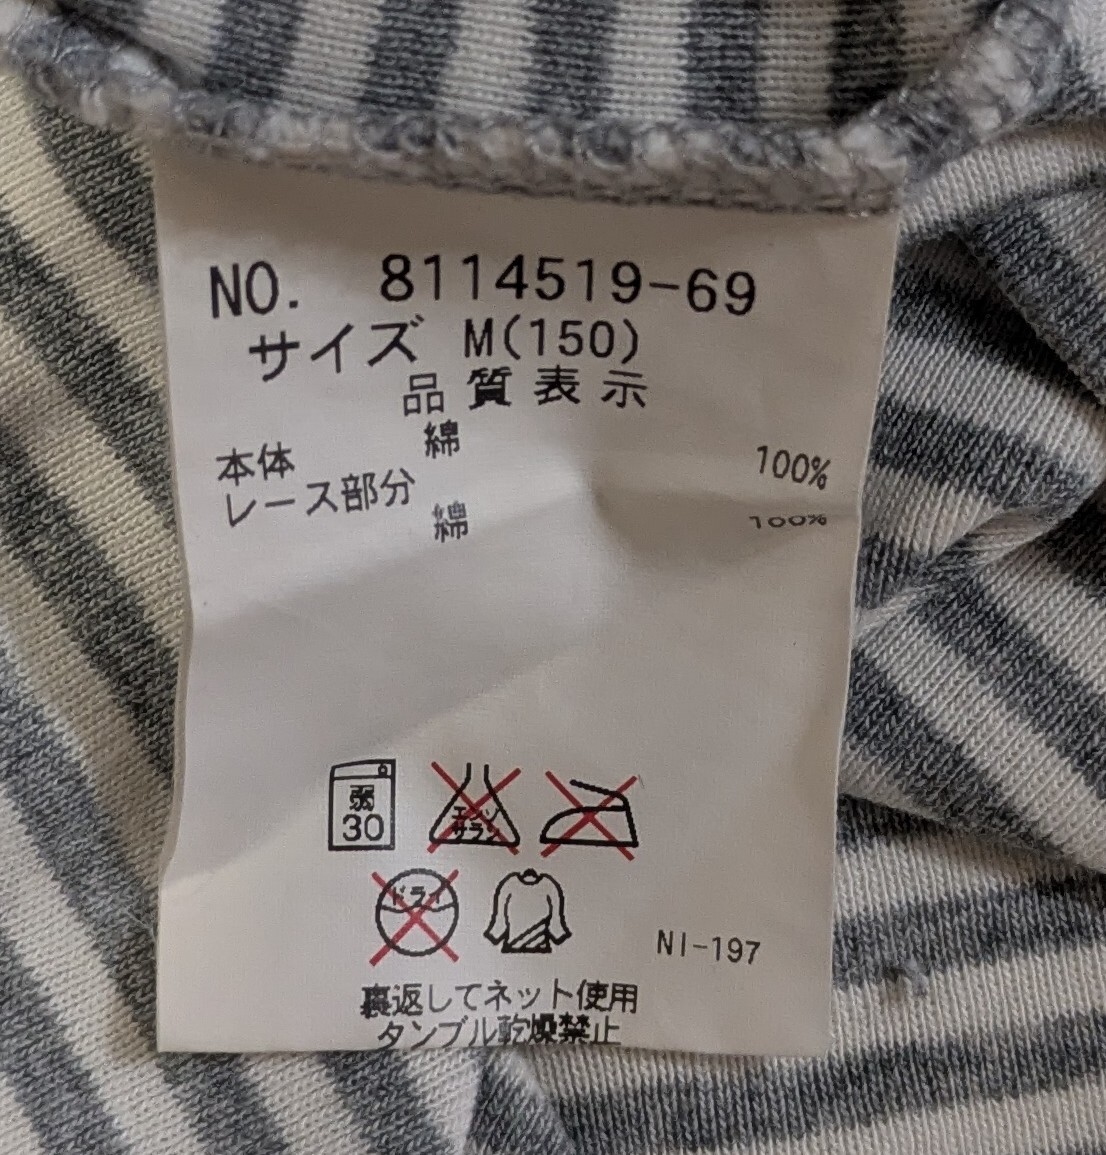 NO. 8114519-69
サイズ M(150)
品質表示
本体 綿 100%
レース部分 綿 100%
弱
30
エンソ
サラシ
ドライ
NI-197
裏返してネット使用
タンブル乾燥禁止